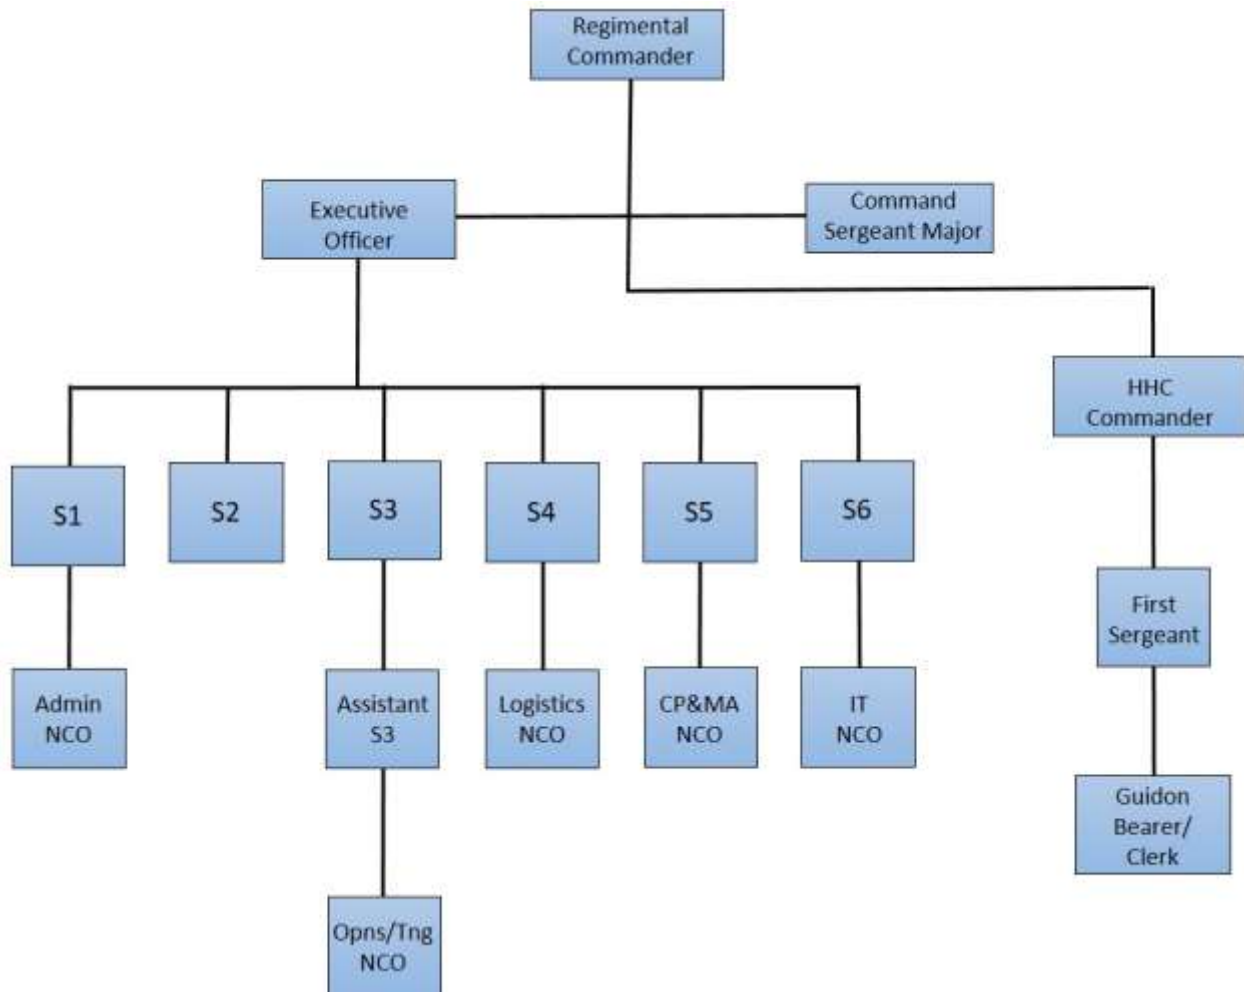 Regimental
Commander
Executive
Officer
Command
Sergeant Major
HHC
Commander
S1
S2
S3
S4
S5
S6
First
Sergeant
Admin
NCO
Assistant
S3
Logistics
NCO
CP&MA
NCO
IT
NCO
Guidon
Bearer/
Clerk
Opns/Tng
NCO